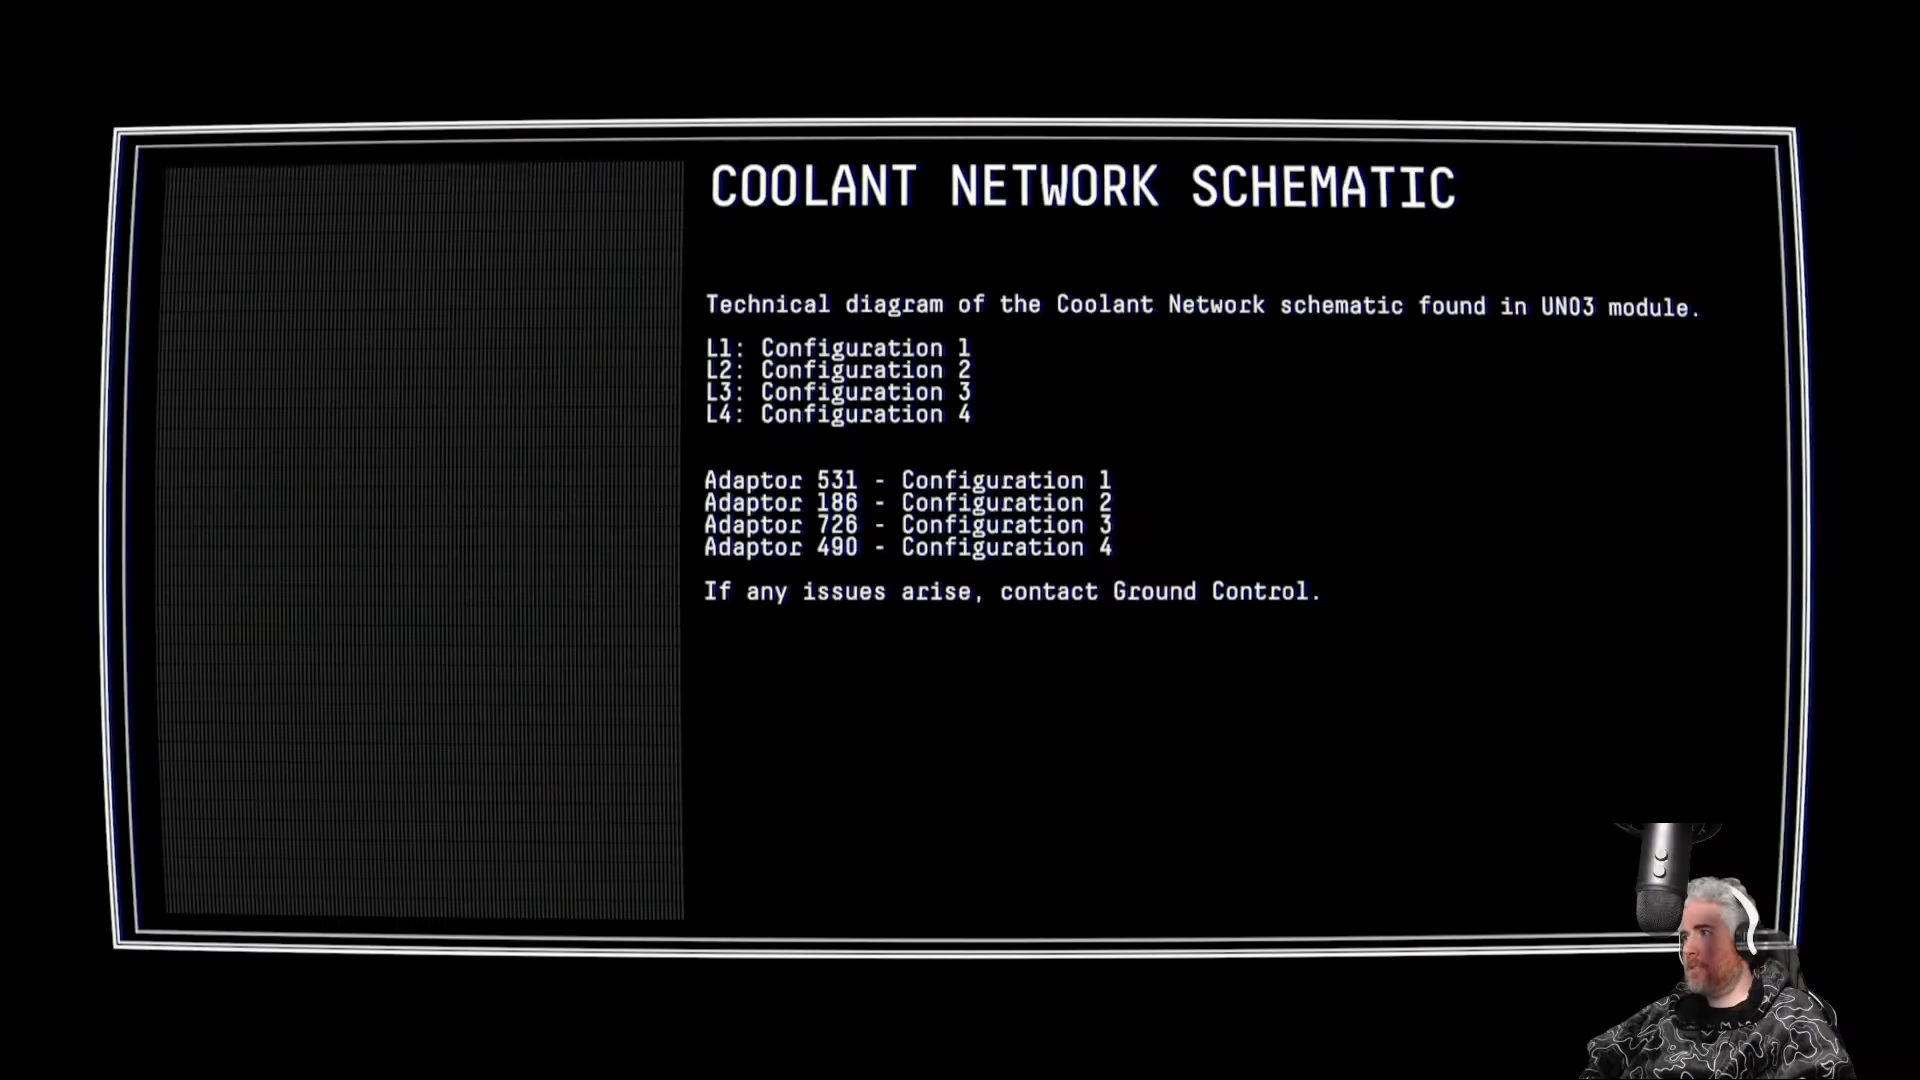 COOLANT NETWORK SCHEMATIC
Technical diagram of the Coolant Network schematic found in UNO3 module.
L1: Configuration 1
L2: Configuration 2
L3: Configuration 3
L4: Configuration 4
Adaptor 531 - Configuration 1
Adaptor 186 - Configuration 2
Adaptor 726 - Configuration 3
Adaptor 490 - Configuration 4
If any issues arise, contact Ground Control.